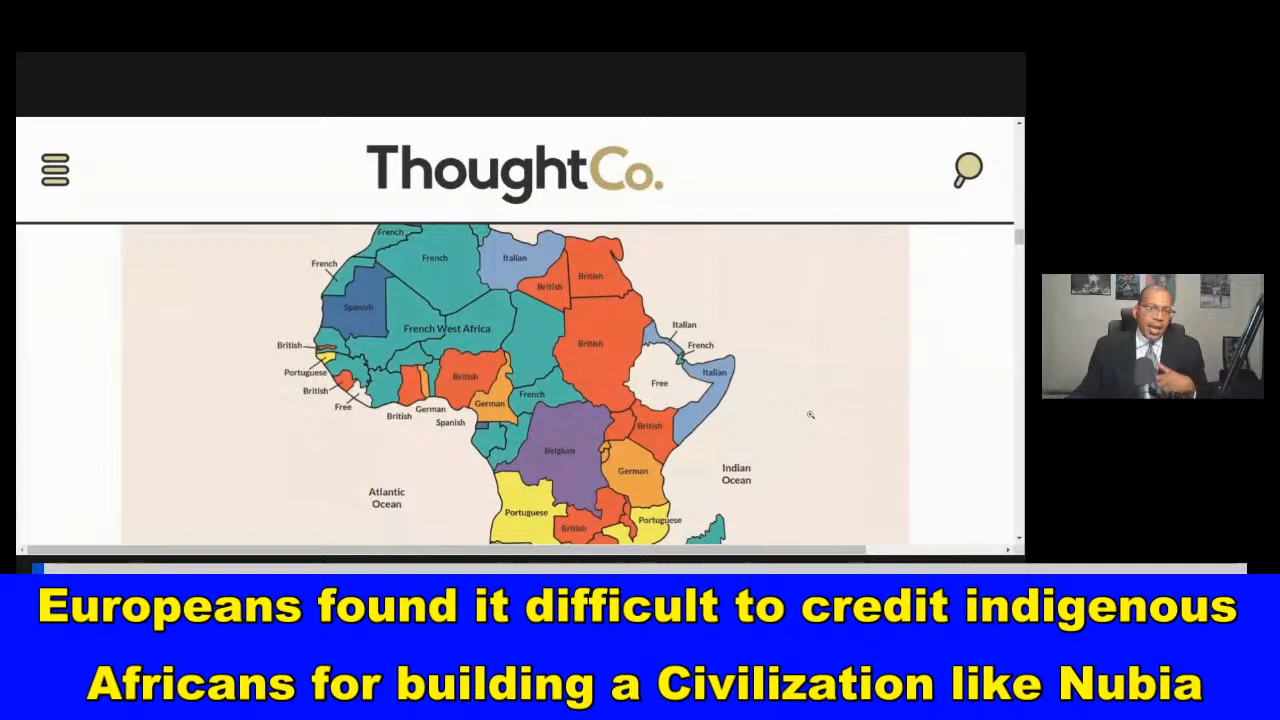 ThoughtCo.
French
French
Italian
British
French
British
Spanish
Italian
French West Africa
British
French
British
Portuguese
Italian
British
British
Free
French
German
Free
German
British
British
Spanish
Belgium
German
Indian
Ocean
Atlantic
Ocean
Portuguese
Portuguese
British
Europeans found it difficult to credit indigenous
Africans for building a Civilization like Nubia